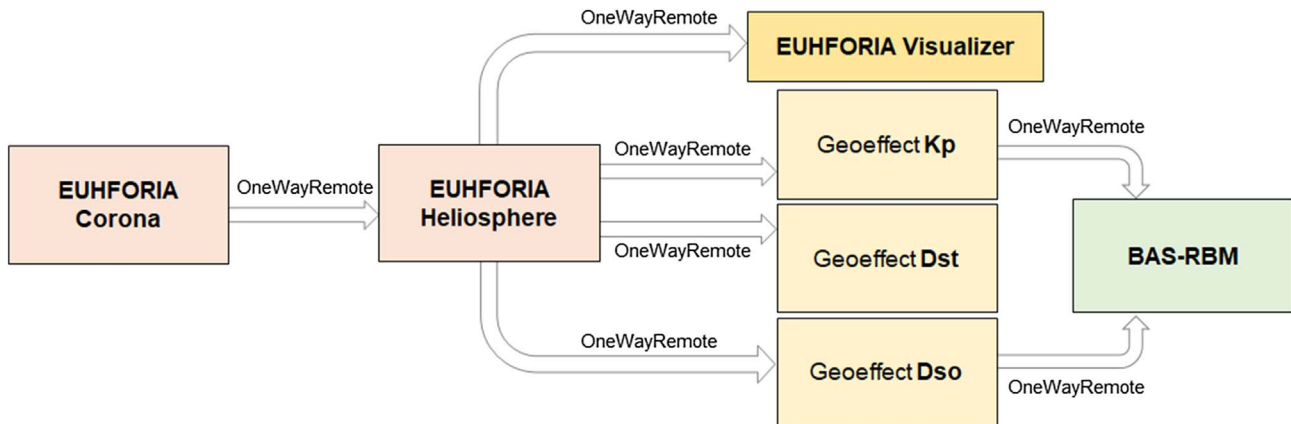 OneWayRemote
EUHFORIA Visualizer
EUHFORIA
Corona
OneWayRemote
EUHFORIA
Heliosphere
OneWayRemote
Geoeffect Kp
OneWayRemote
OneWayRemote
Geoeffect Dst
BAS-RBM
OneWayRemote
Geoeffect Dso
OneWayRemote